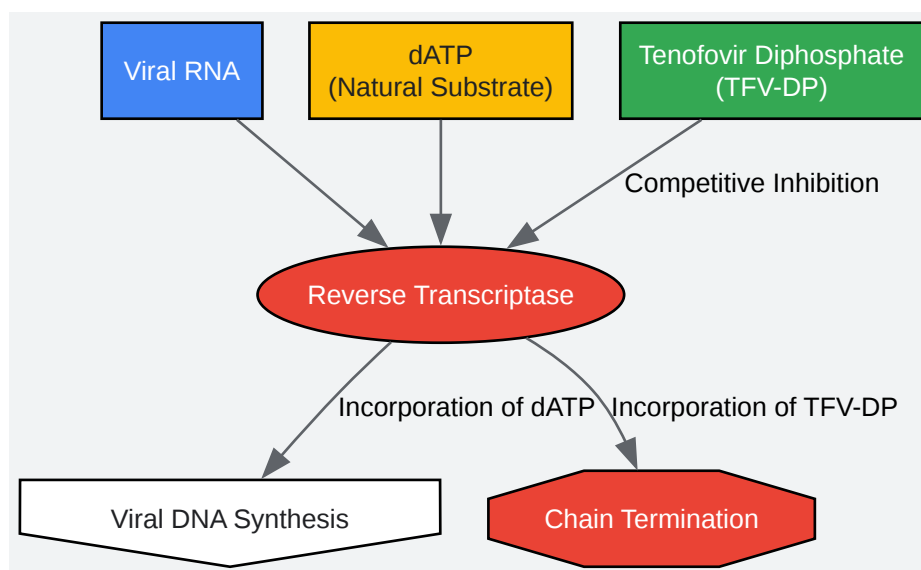 Viral RNA
dATP
(Natural Substrate)
Tenofovir Diphosphate
(TFV-DP)
Competitive Inhibition
Reverse Transcriptase
Incorporation of dATP
Incorporation of TFV-DP
Viral DNA Synthesis
Chain Termination